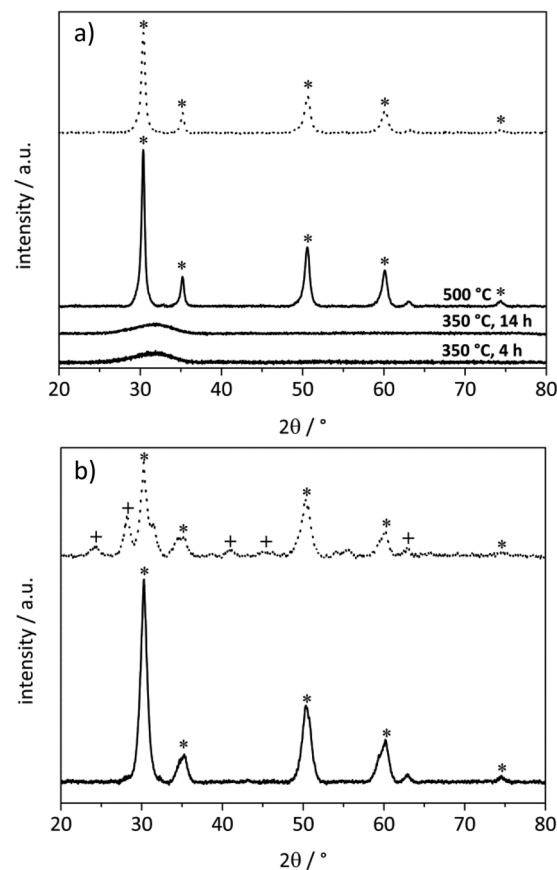 a)
*
*
*
*
*
*
*
*
*
*
500 °C
350 °C, 14 h
350 °C, 4 h
intensity / a.u.
20 30 40 50 60 70 80
2θ / °
b)
*
+
+
*
+
+
*
*
+
*
*
*
*
*
*
intensity / a.u.
20 30 40 50 60 70 80
2θ / °